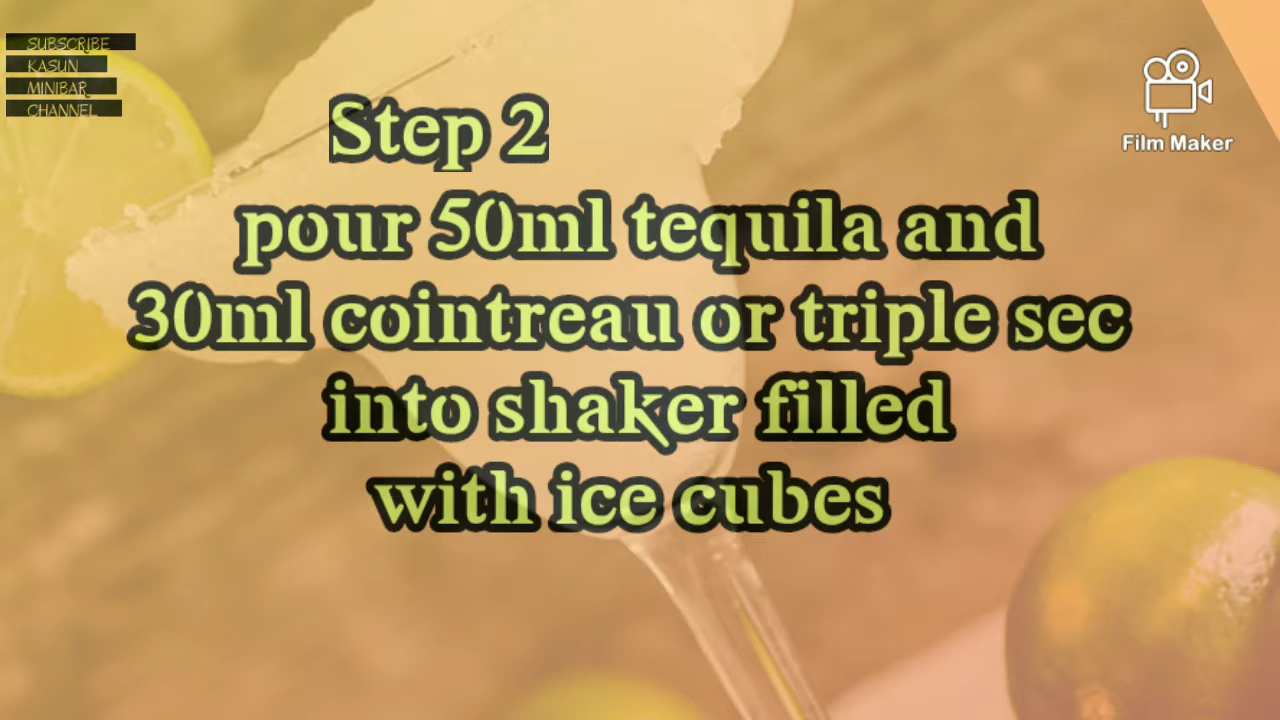 SUBSCRIBE
KASUN
MINIBAR
CHANNEL
Film Maker
Step 2
pour 50ml tequila and
30ml cointreau or triple sec
into shaker filled
with ice cubes